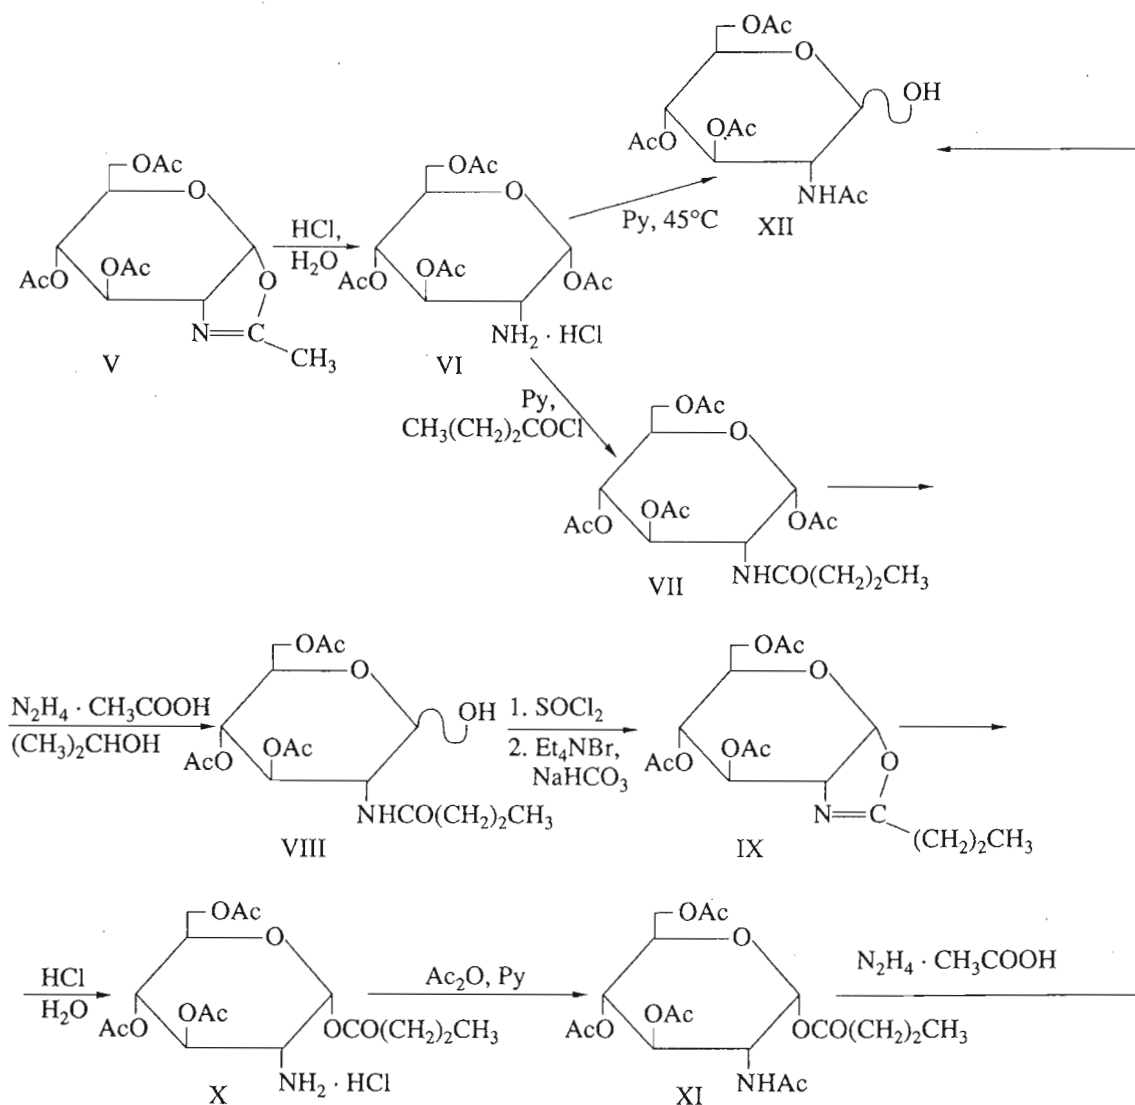 OAc
O
OH
AcO
OAc
NHAc
XII
OAc
O
AcO
OAc
O
N=C
CH₃
V
HCl,
H₂O
OAc
O
AcO
OAc
OAc
NH₂ · HCl
VI
Py, 45°C
Py,
CH₃(CH₂)₂COCl
OAc
O
AcO
OAc
OAc
NHCO(CH₂)₂CH₃
VII
N₂H₄ · CH₃COOH
(CH₃)₂CHOH
OAc
O
OH
AcO
OAc
NHCO(CH₂)₂CH₃
VIII
1. SOCl₂
2. Et₄NBr,
NaHCO₃
OAc
O
AcO
OAc
O
N=C
(CH₂)₂CH₃
IX
HCl
H₂O
OAc
O
AcO
OAc
OCO(CH₂)₂CH₃
NH₂ · HCl
X
Ac₂O, Py
OAc
O
AcO
OAc
OCO(CH₂)₂CH₃
NHAc
XI
N₂H₄ · CH₃COOH